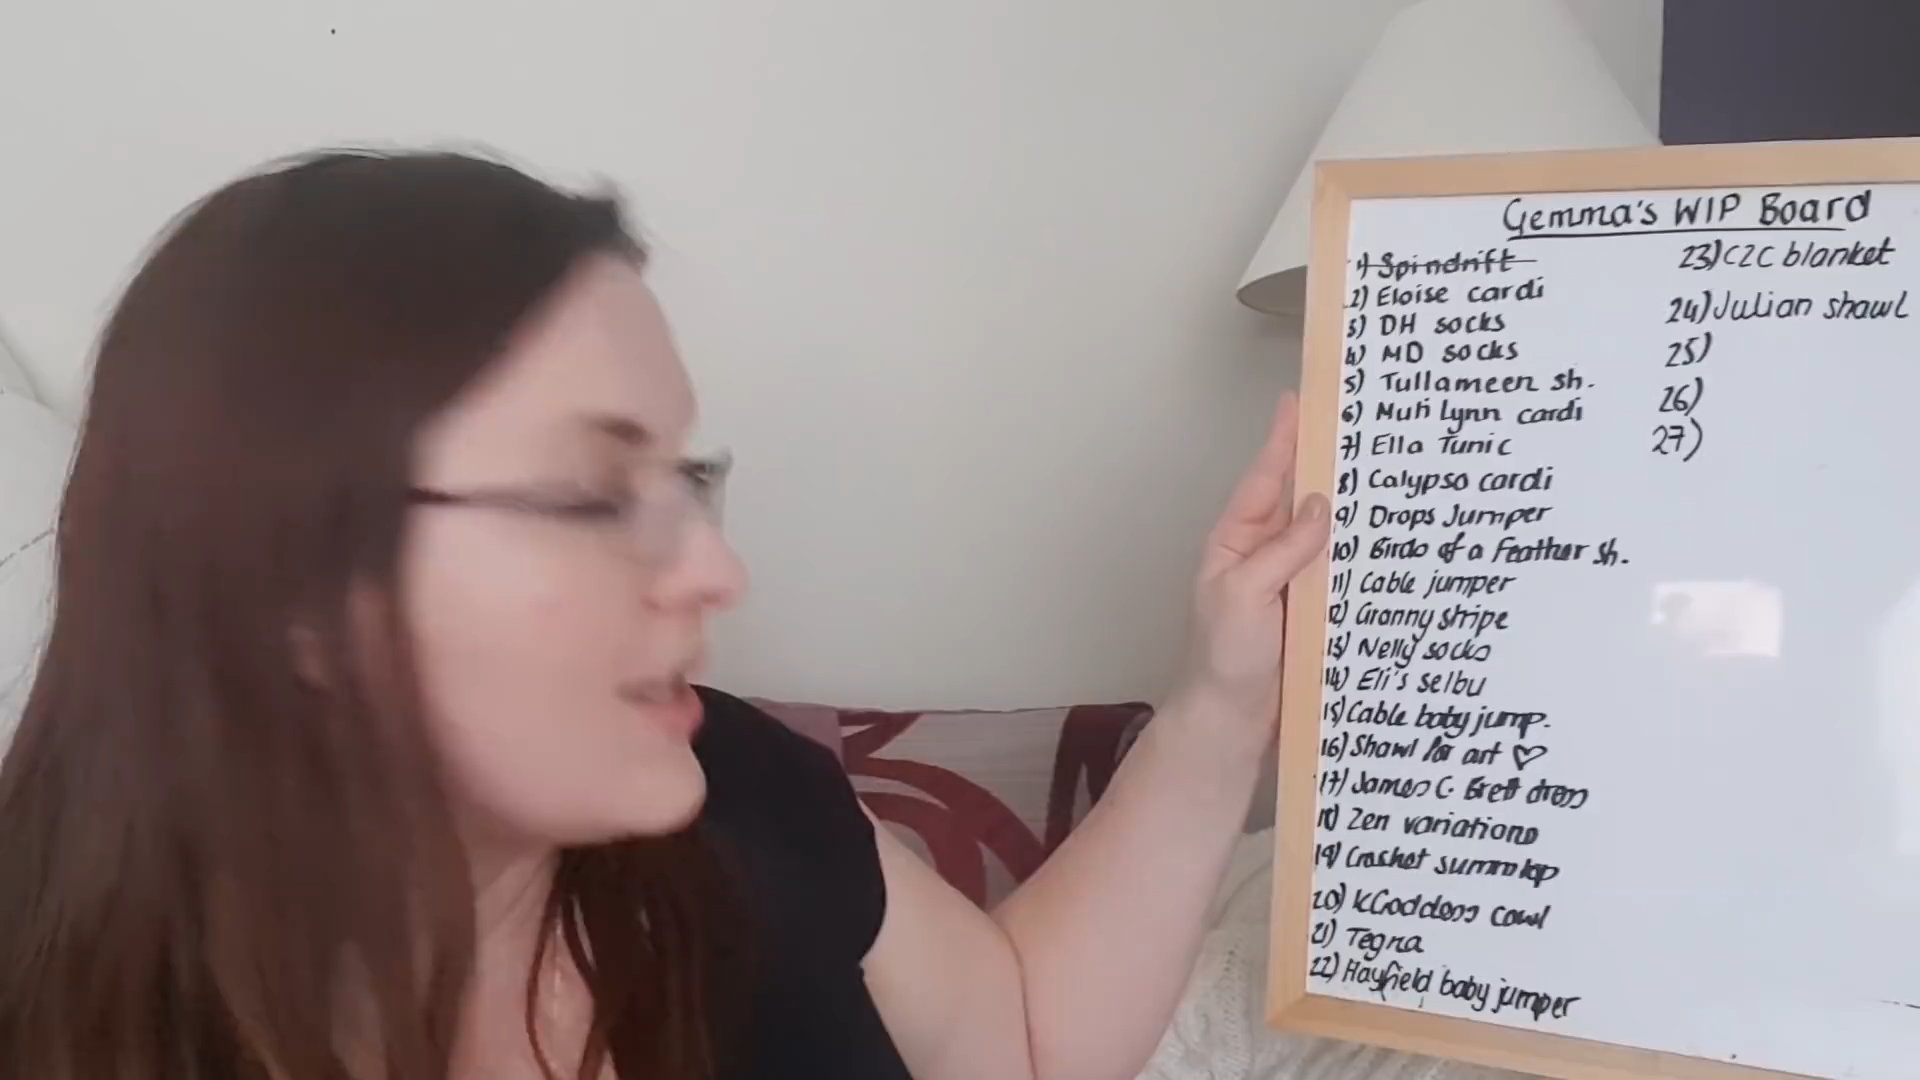 Gemma's WIP Board
1) Spindrift
2) Eloise cardi
3) DH socks
4) MD socks
5) Tullameen sh.
6) Muti Lynn cardi
7) Ella Tunic
8) Calypso cardi
9) Drops Jumper
10) Birds of a Feather sh.
11) Cable jumper
12) Granny stripe
13) Nelly socks
14) Eli's selbu
15) Cable baby jump.
16) Shawl for art ♡
17) James C. Brett dress
18) Zen variations
19) Crochet summ top
20) KGoddess cowl
21) Tegna
22) Hayfield baby jumper
23) C2C blanket
24) Julian shawl
25)
26)
27)